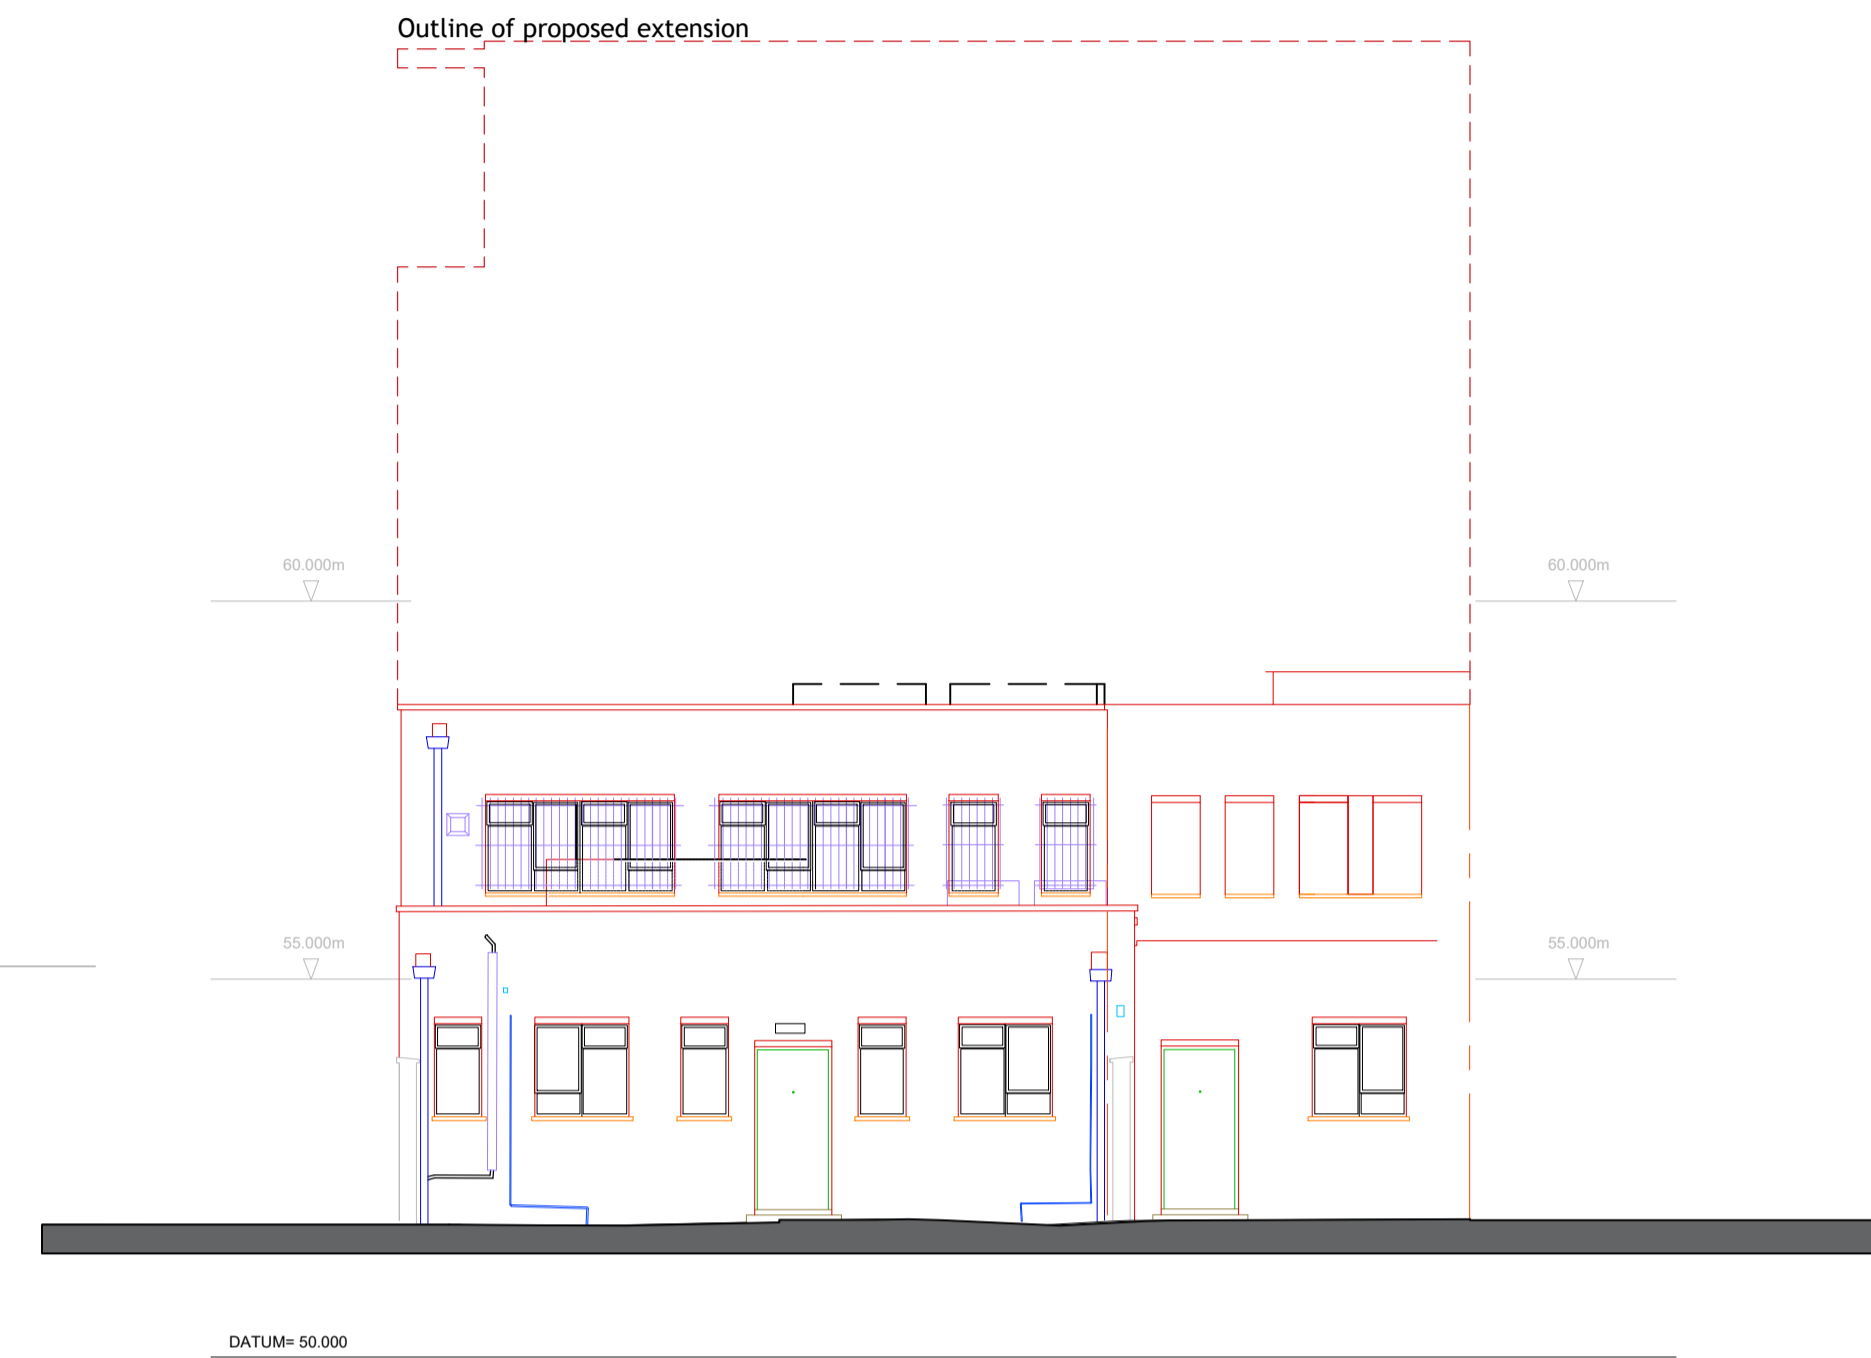 Outline of proposed extension
60.000m
60.000m
55.000m
55.000m
DATUM= 50.000